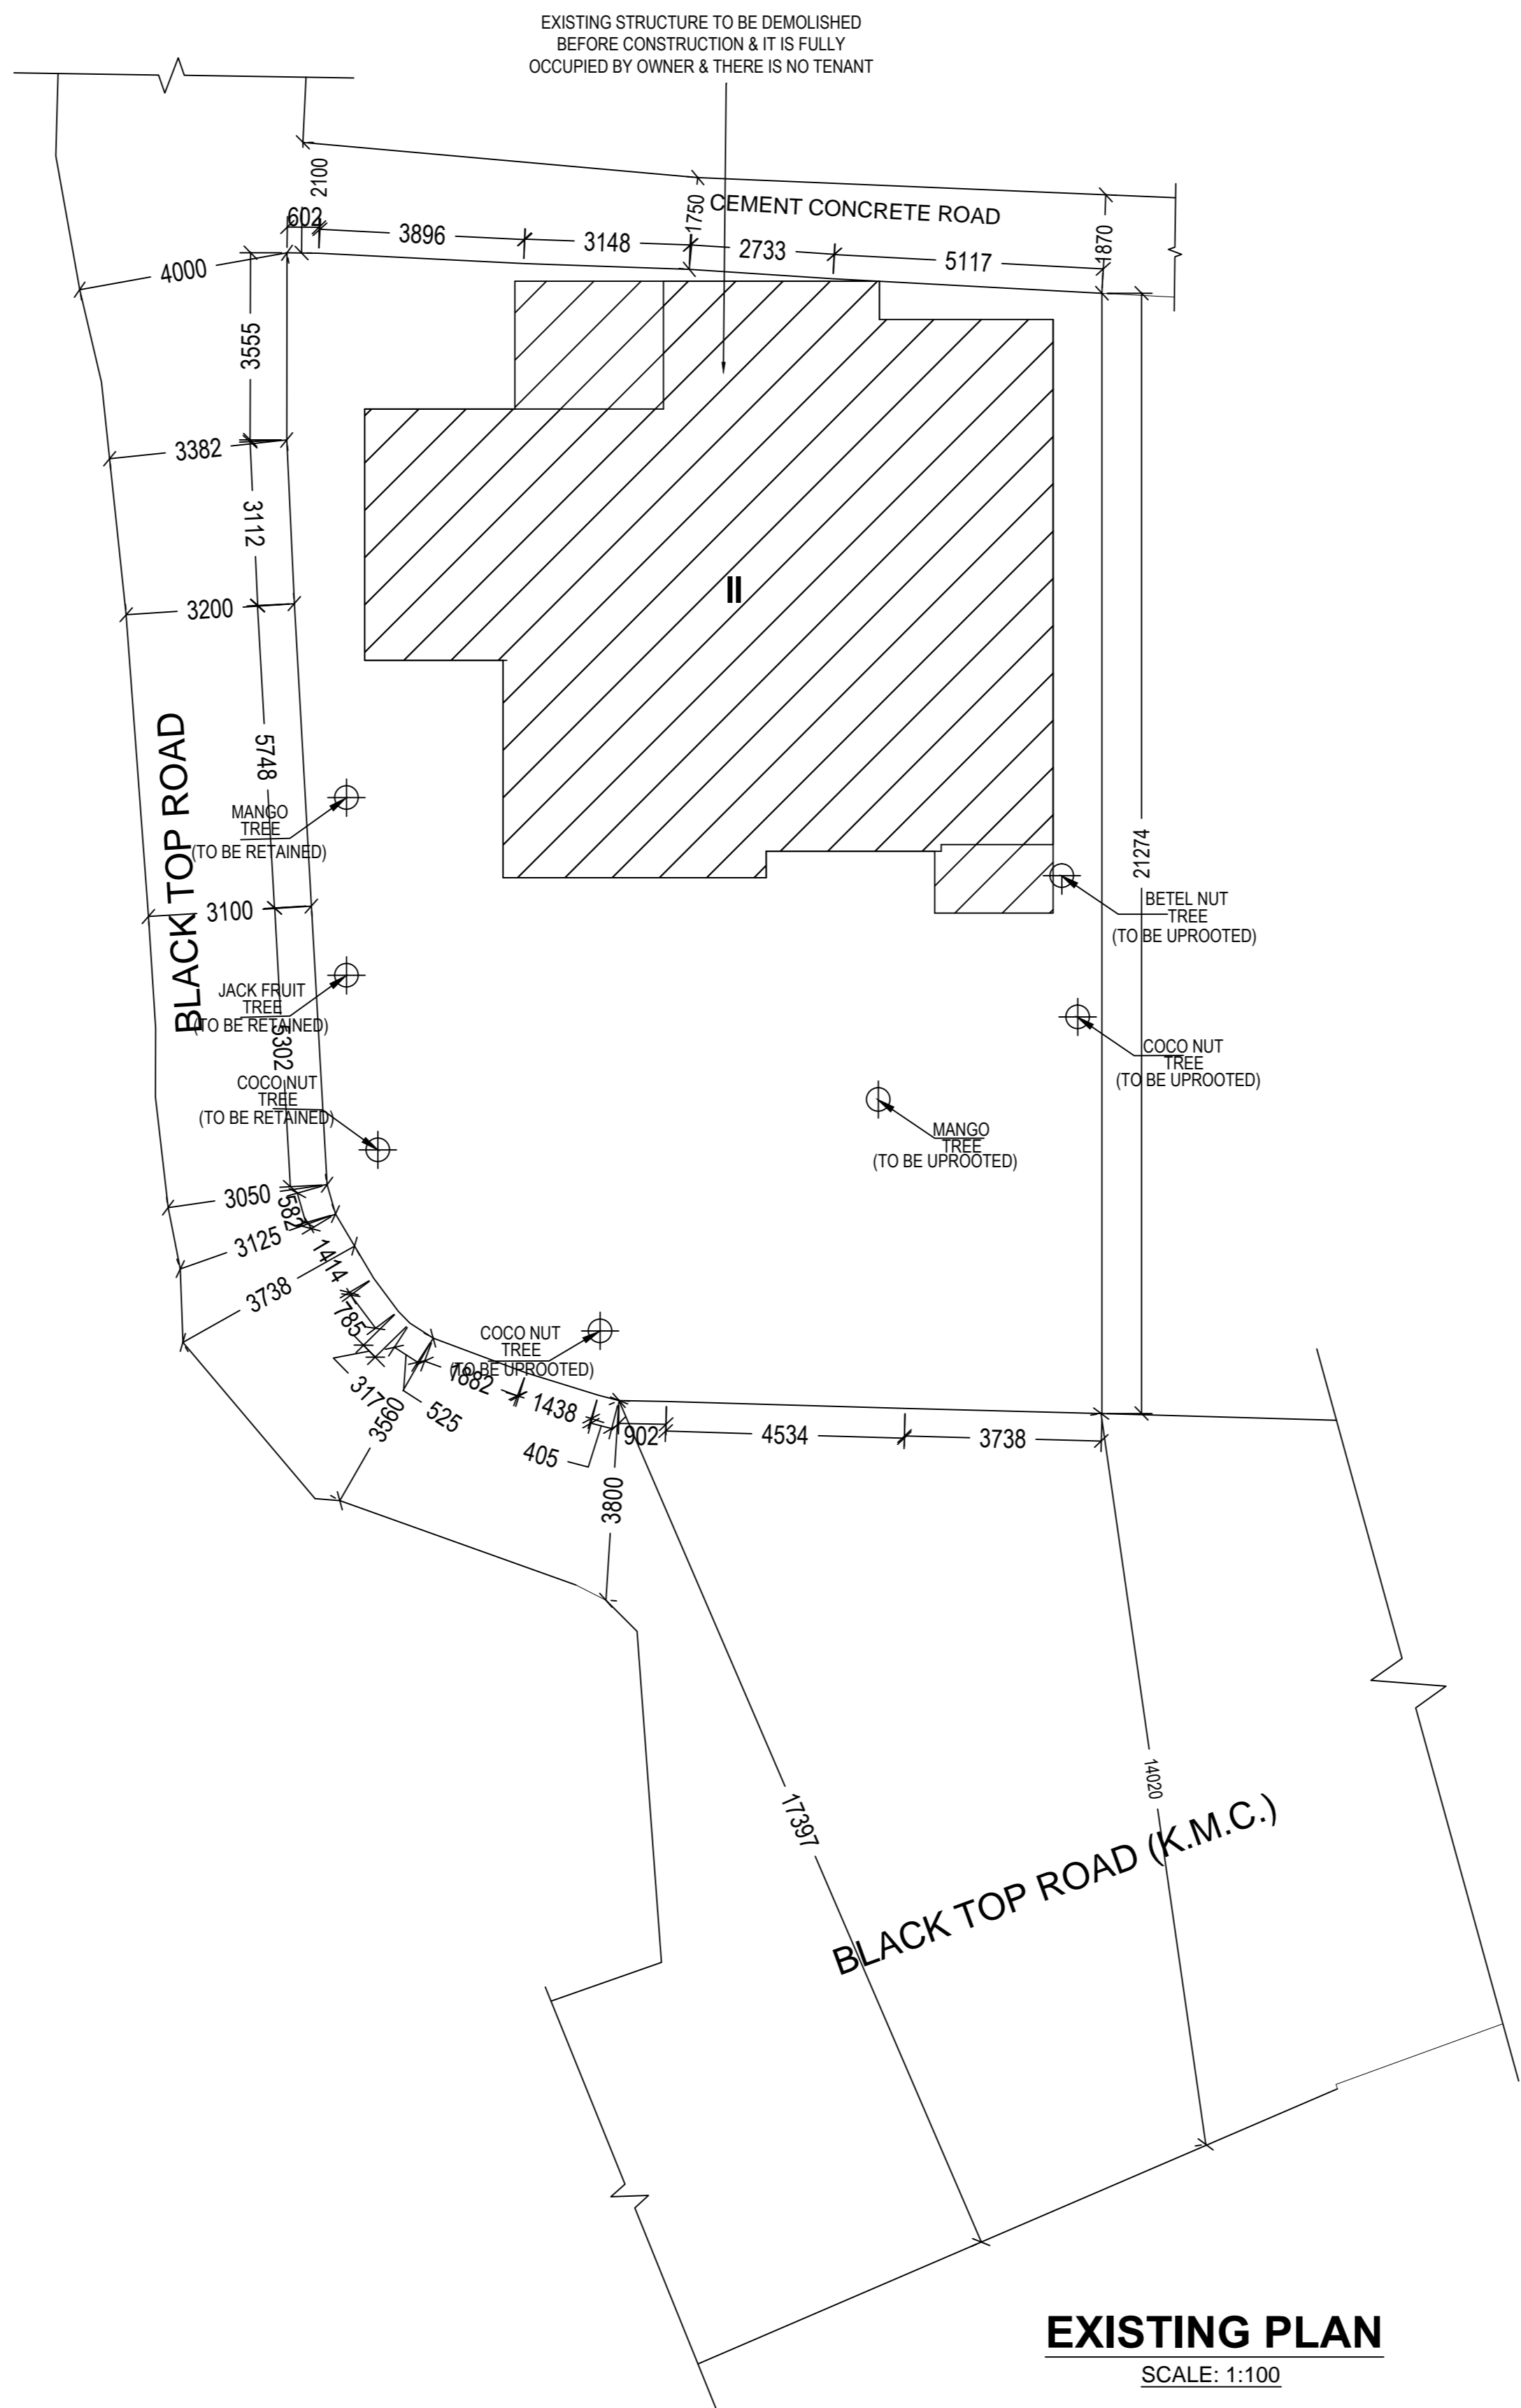 EXISTING STRUCTURE TO BE DEMOLISHED
BEFORE CONSTRUCTION & IT IS FULLY
OCCUPIED BY OWNER & THERE IS NO TENANT
2100
1750
CEMENT CONCRETE ROAD
1870
602
3896
3148
2733
5117
4000
3555
3382
3112
II
3200
BLACK TOP ROAD
5748
MANGO
TREE
(TO BE RETAINED)
21274
3100
BETEL NUT
TREE
(TO BE UPROOTED)
JACK FRUIT
TREE
(TO BE RETAINED)
5302
COCO NUT
TREE
(TO BE UPROOTED)
COCO NUT
TREE
(TO BE RETAINED)
MANGO
TREE
(TO BE UPROOTED)
3050
582
3125
1414
3738
785
COCO NUT
TREE
(TO BE UPROOTED)
317
3560
525
1882
1438
405
902
4534
3738
3800
14020
17397
BLACK TOP ROAD (K.M.C.)
EXISTING PLAN
SCALE: 1:100